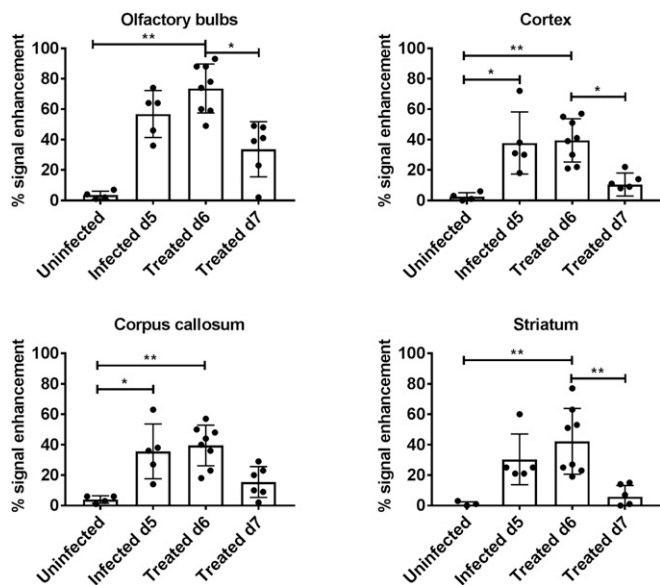 Olfactory bulbs
% signal enhancement
100
80
60
40
20
0
**
*
Uninfected
Infected d5
Treated d6
Treated d7
Cortex
% signal enhancement
100
80
60
40
20
0
**
*
*
Uninfected
Infected d5
Treated d6
Treated d7
Corpus callosum
% signal enhancement
100
80
60
40
20
0
**
*
Uninfected
Infected d5
Treated d6
Treated d7
Striatum
% signal enhancement
100
80
60
40
20
0
**
**
Uninfected
Infected d5
Treated d6
Treated d7